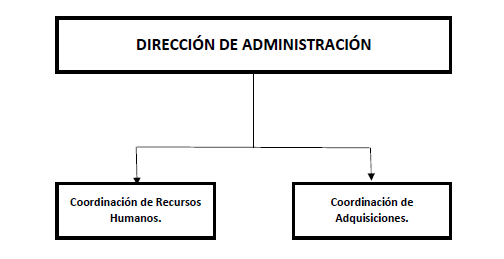 DIRECCIÓN DE ADMINISTRACIÓN
Coordinación de Recursos
Humanos.
Coordinación de
Adquisiciones.